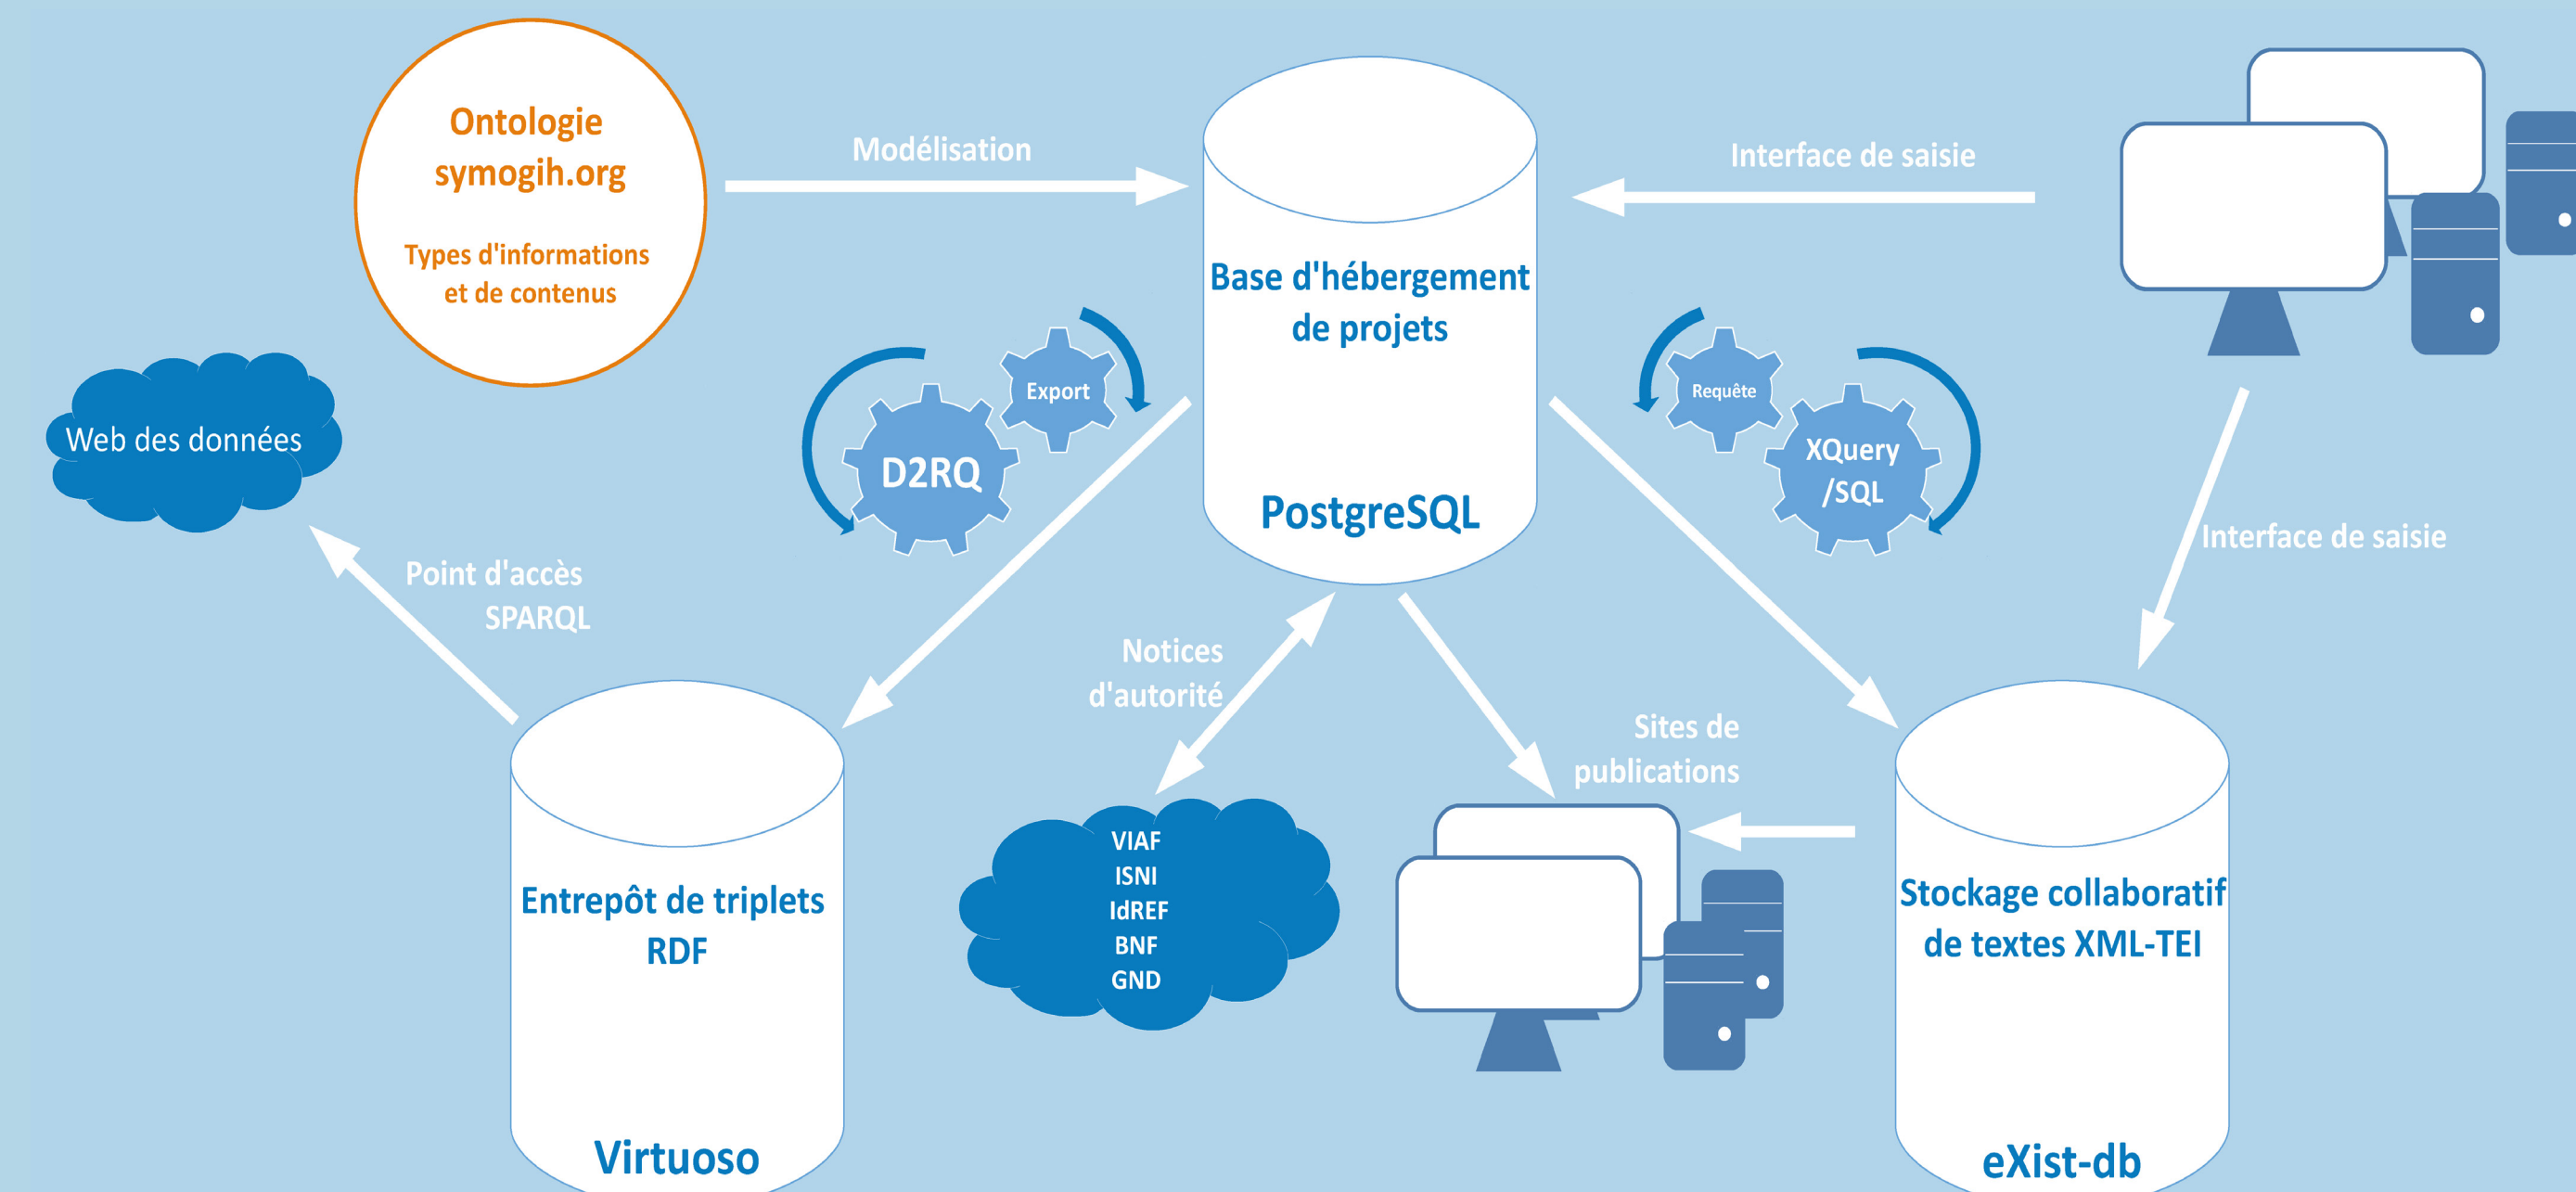 Ontologie
symogih.org
Types d'informations
et de contenus
Modélisation
Base d'hébergement
de projets
PostgreSQL
Interface de saisie
Web des données
Export
D2RQ
Requête
XQuery
/SQL
Interface de saisie
Point d'accès
SPARQL
Notices
d'autorité
Sites de
publications
Entrepôt de triplets
RDF
Virtuoso
VIAF
ISNI
IdREF
BNF
GND
Stockage collaboratif
de textes XML-TEI
eXist-db